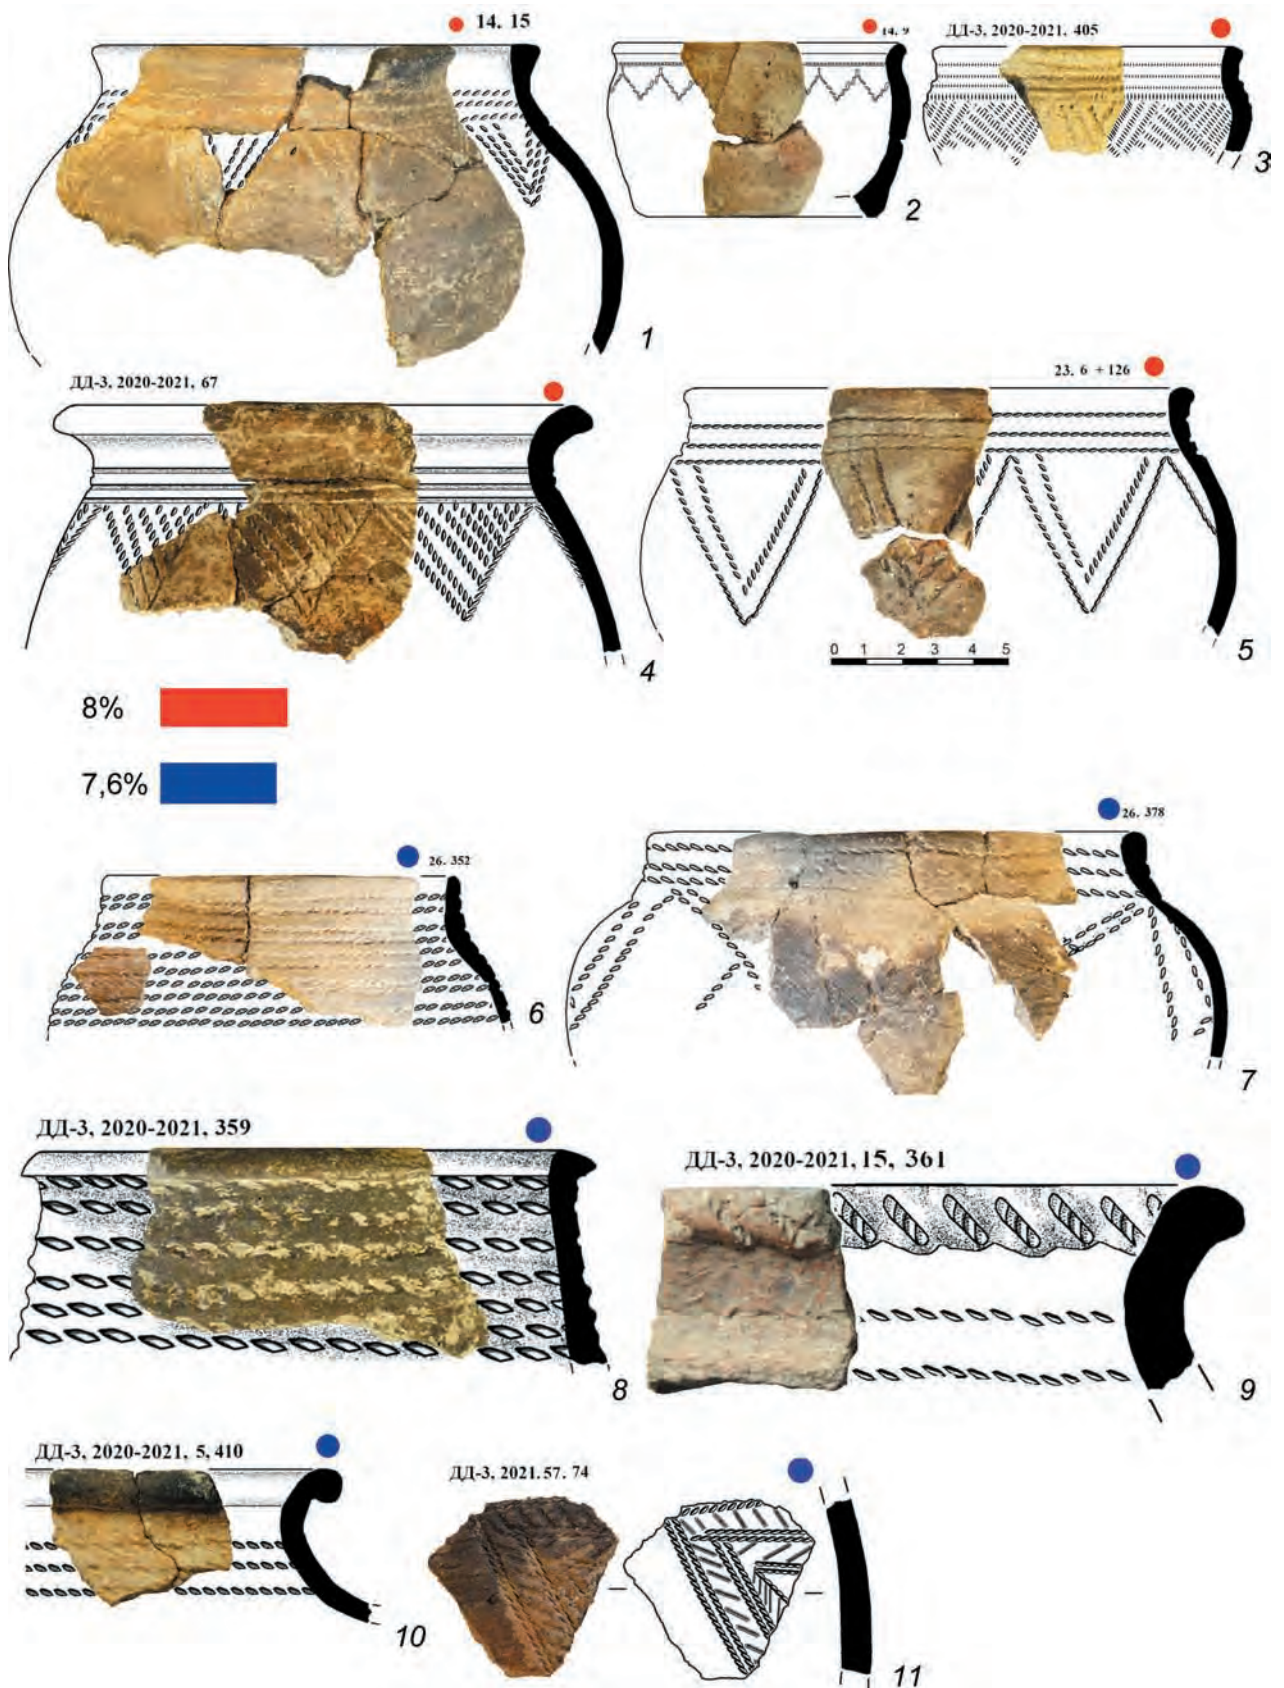 14. 15
1
14. 9
2
ДД-3, 2020-2021, 405
3
ДД-3, 2020-2021, 67
4
23. 6 + 126
5
0 1 2 3 4 5
8%
7,6%
26. 352
6
26. 378
7
ДД-3, 2020-2021, 359
8
ДД-3, 2020-2021, 15, 361
9
ДД-3, 2020-2021, 5, 410
10
ДД-3, 2021. 57. 74
11